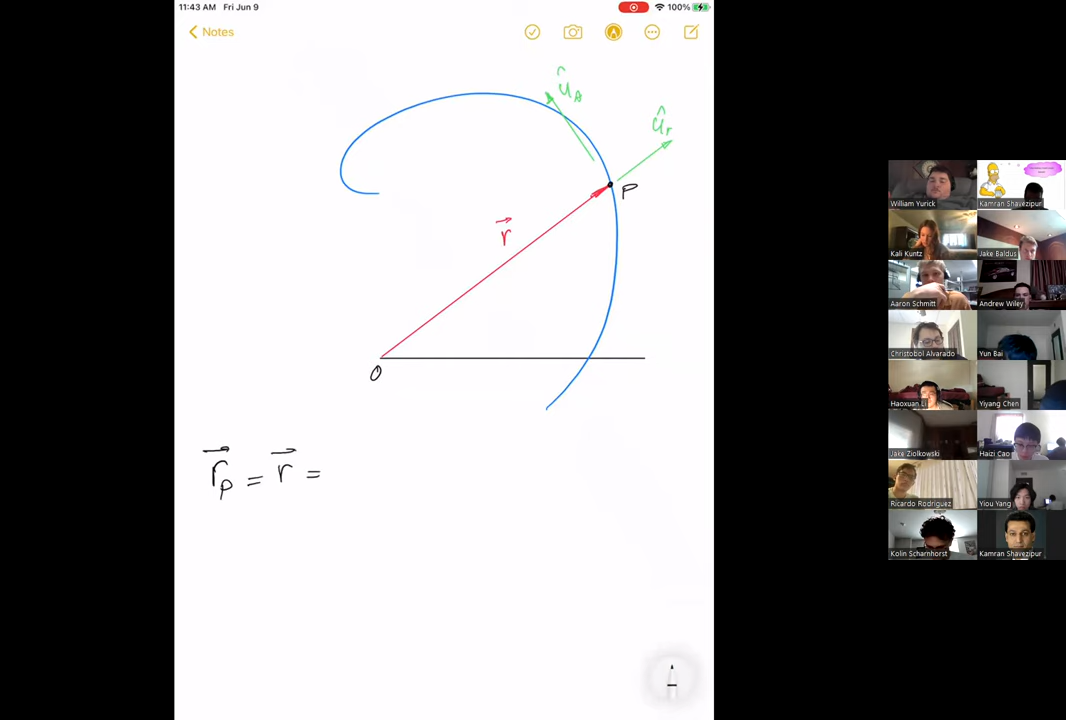 11:43 AM Fri Jun 9
100%
Notes
û_A
û_r
P
r⃗
O
r⃗_P = r⃗ =
William Yurick
Kamran Shavezipur
Kali Kuntz
Jake Baldus
Aaron Schmitt
Andrew Wiley
Christobol Alvarado
Yun Bai
Haoxuan Li
Yiyang Chen
Jake Ziolkowski
Haizi Cao
Ricardo Rodriguez
Yiou Yang
Kolin Scharnhorst
Kamran Shavezipur